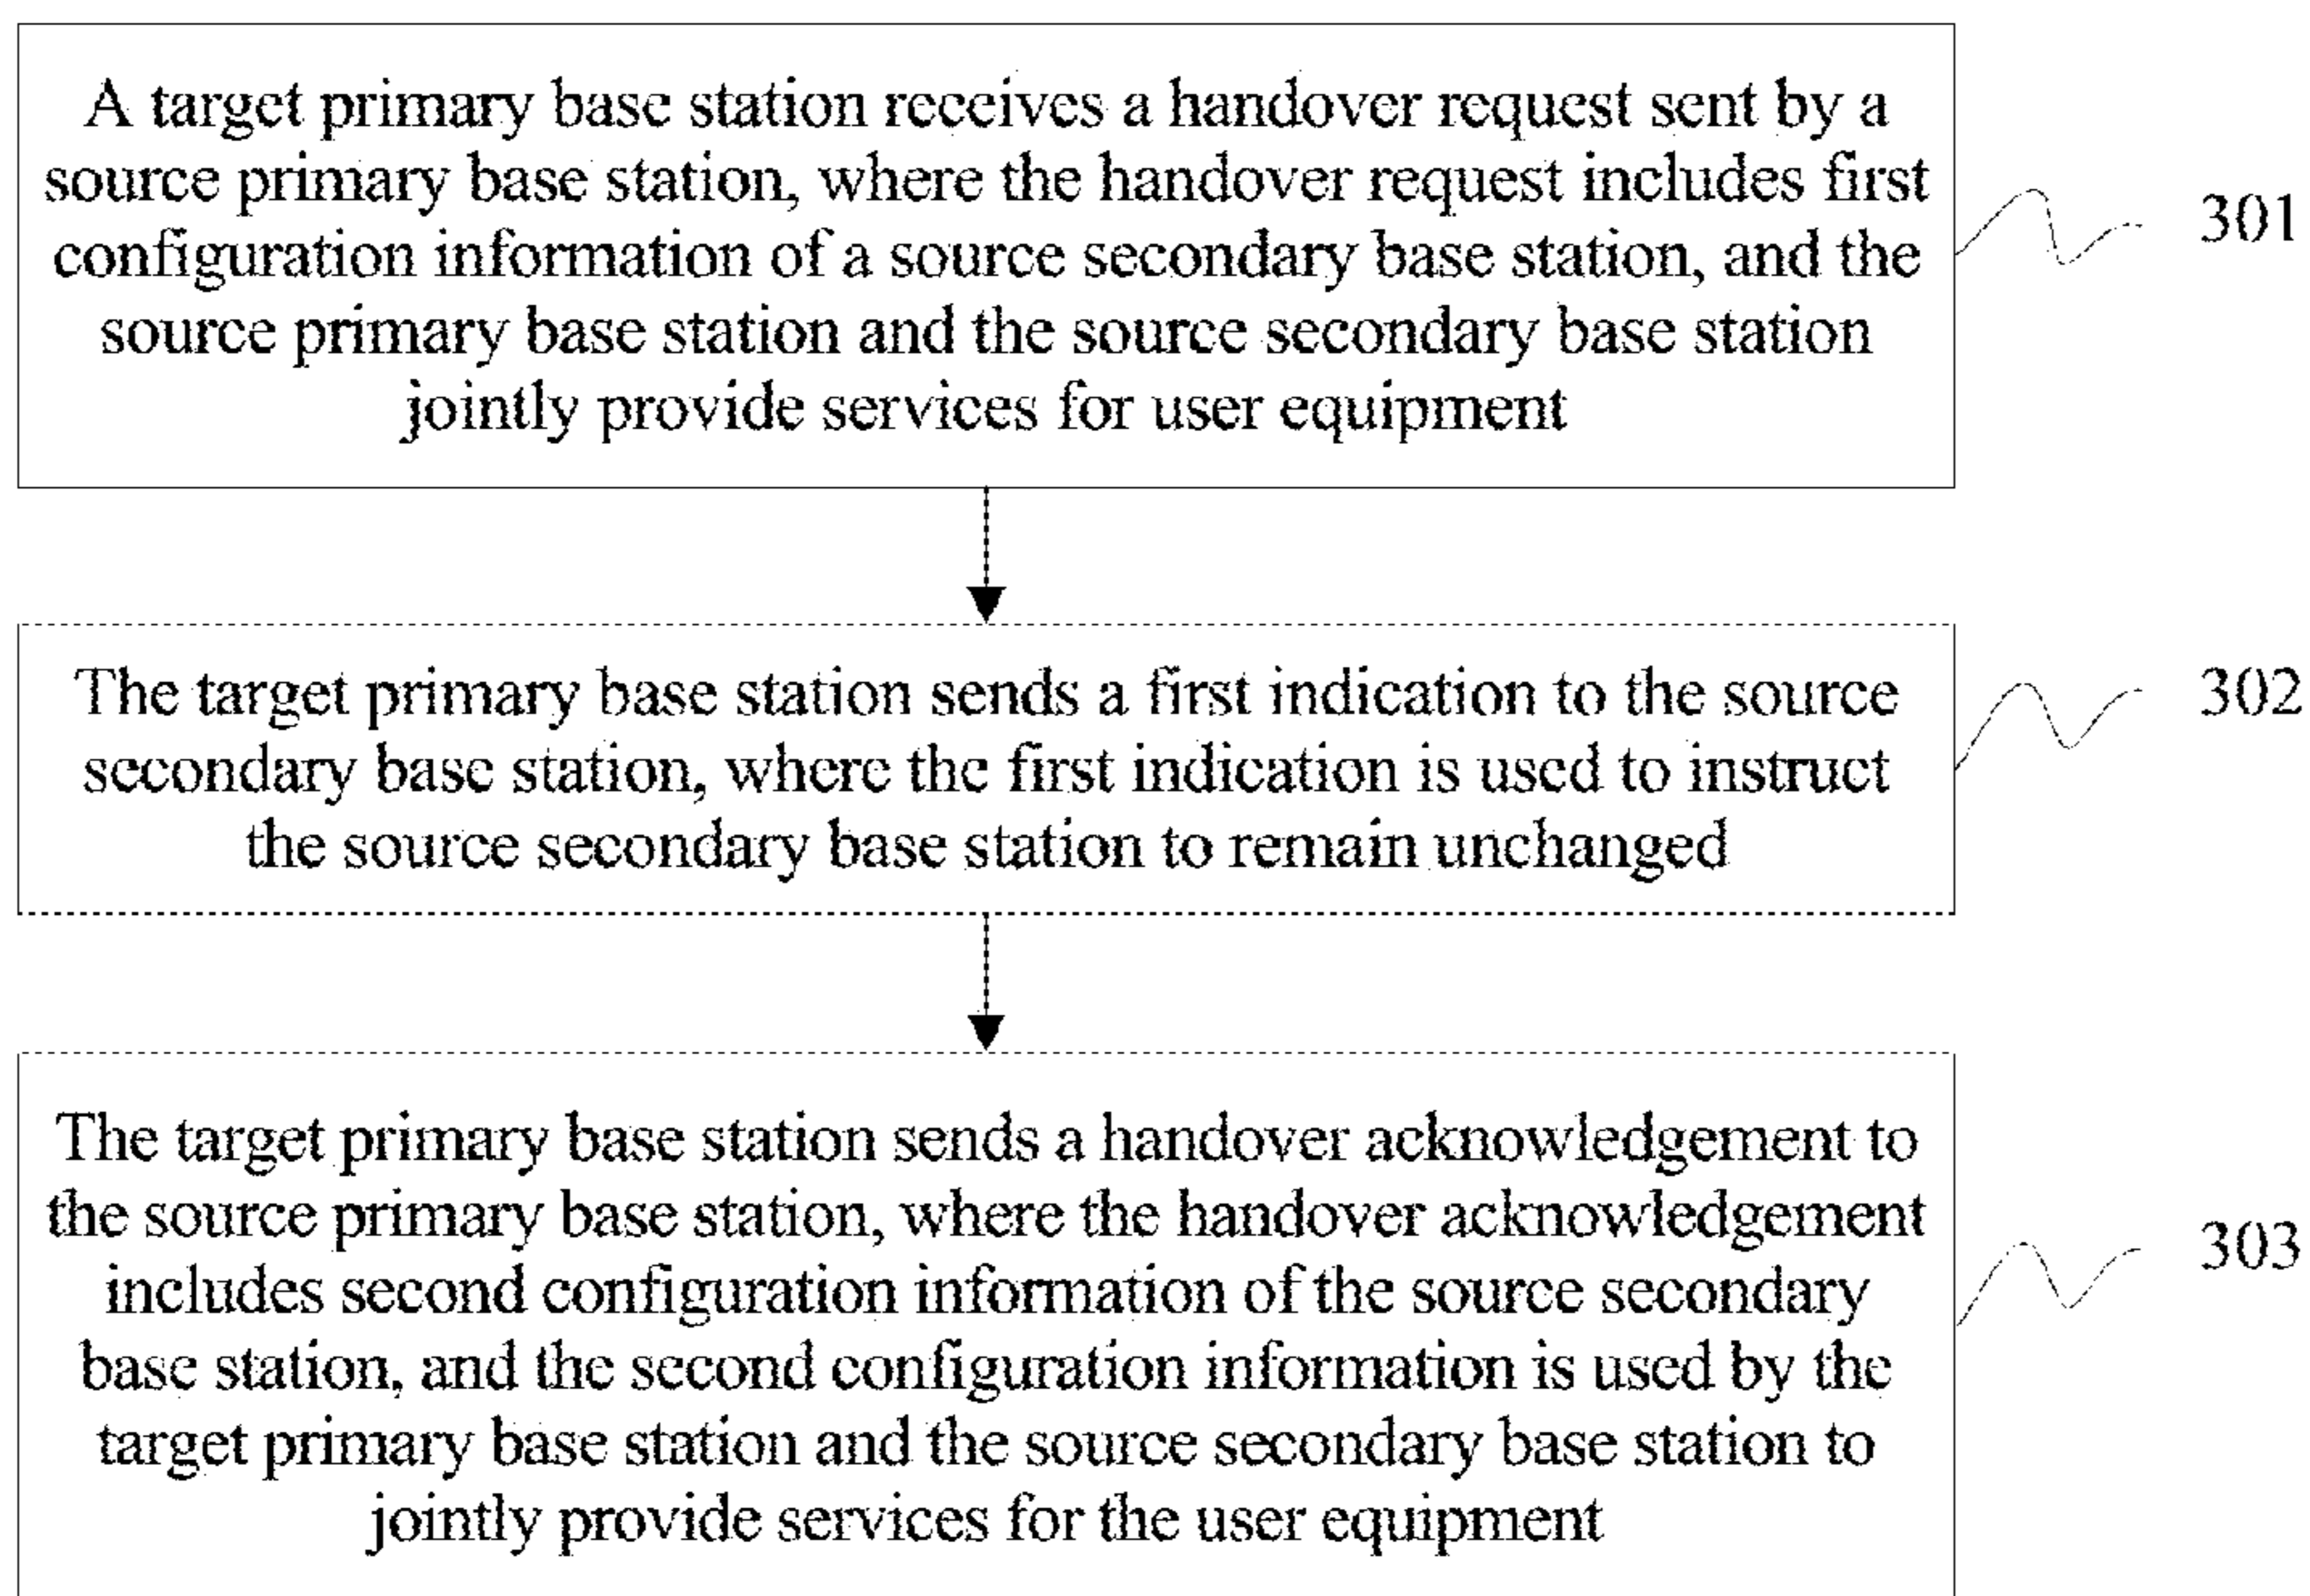 A target primary base station receives a handover request sent by a
source primary base station, where the handover request includes first
configuration information of a source secondary base station, and the
source primary base station and the source secondary base station
jointly provide services for user equipment
301
The target primary base station sends a first indication to the source
secondary base station, where the first indication is used to instruct
the source secondary base station to remain unchanged
302
The target primary base station sends a handover acknowledgement to
the source primary base station, where the handover acknowledgement
includes second configuration information of the source secondary
base station, and the second configuration information is used by the
target primary base station and the source secondary base station to
jointly provide services for the user equipment
303